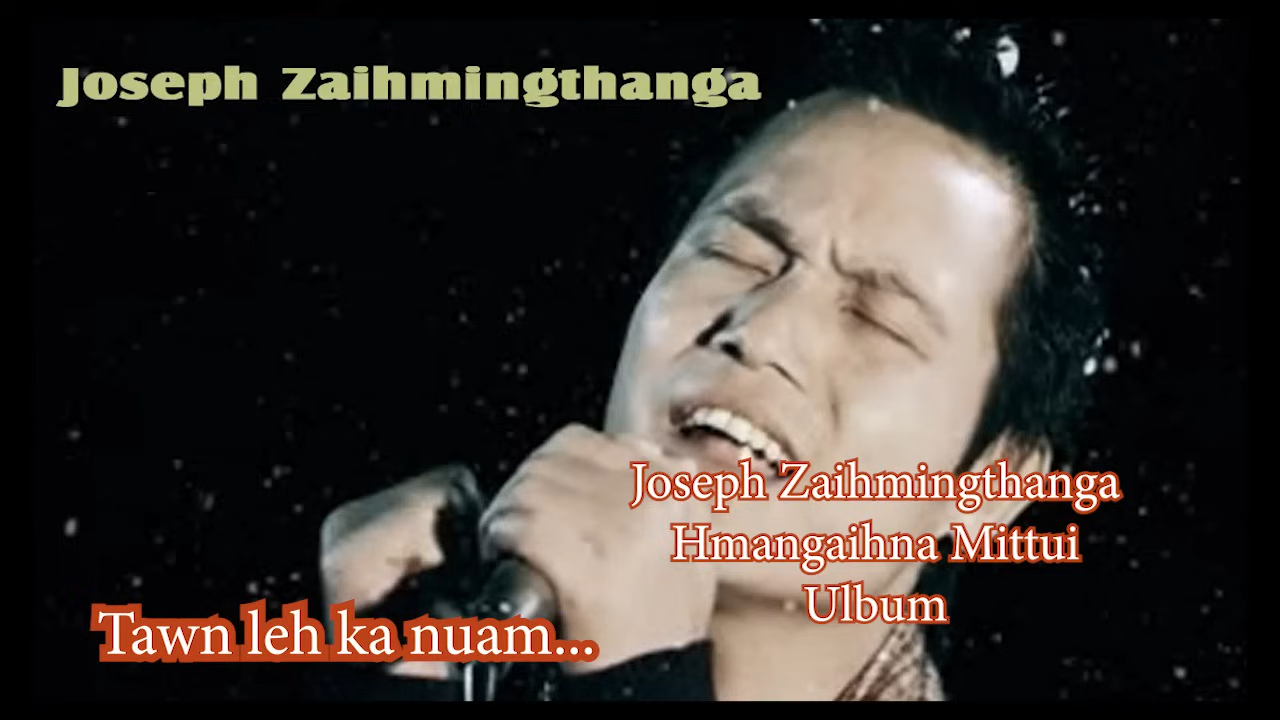 Joseph Zaihmingthanga
Joseph Zaihmingthanga
Hmangaihna Mittui
Ulbum
Tawn leh ka nuam...